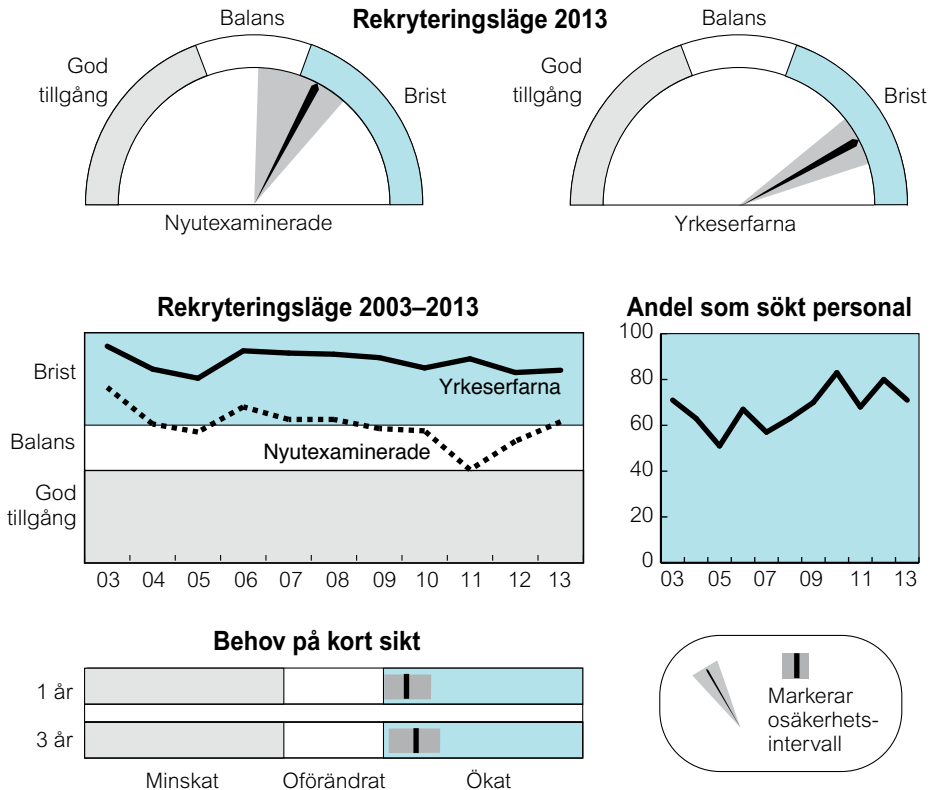 Rekryteringsläge 2013
Balans
God
tillgång
Brist
Nyutexaminerade
Balans
God
tillgång
Brist
Yrkeserfarna
Rekryteringsläge 2003–2013
Brist
Balans
God
tillgång
Yrkeserfarna
Nyutexaminerade
03 04 05 06 07 08 09 10 11 12 13
Andel som sökt personal
100
80
60
40
20
0
03 05 07 09 11 13
Behov på kort sikt
1 år
3 år
Minskat Oförändrat Ökat
Markerar
osäkerhets-
intervall